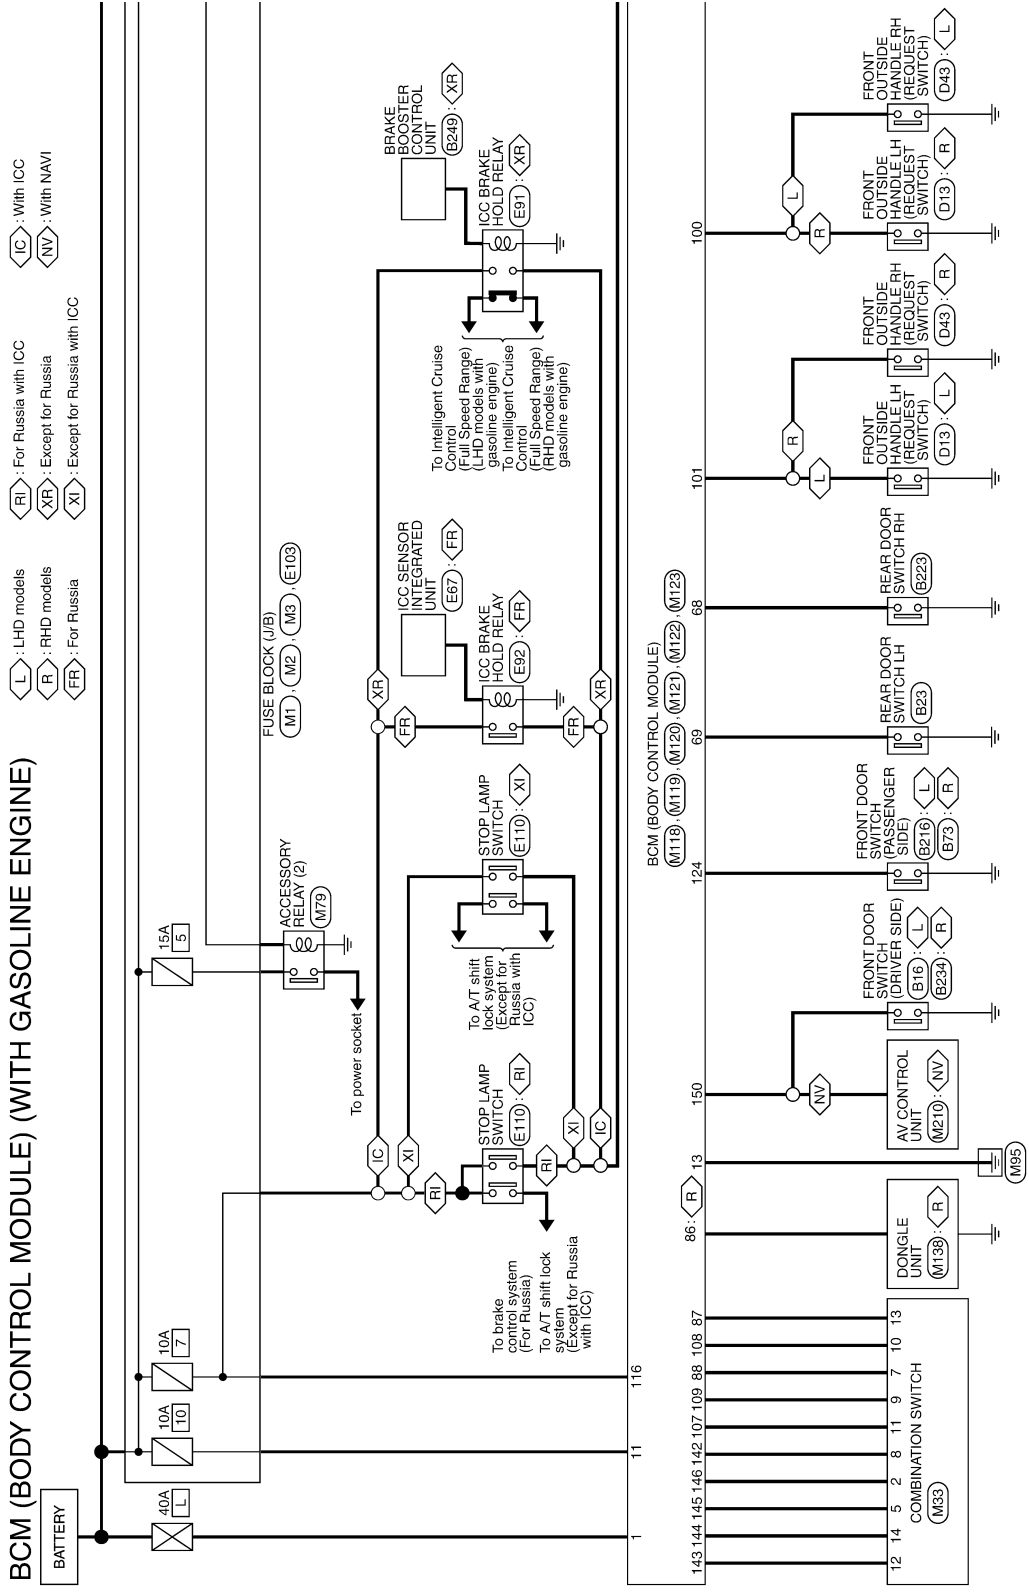 BCM (BODY CONTROL MODULE) (WITH GASOLINE ENGINE)
L : LHD models
R : RHD models
FR : For Russia
RI : For Russia with ICC
XR : Except for Russia
XI : Except for Russia with ICC
IC : With ICC
NV : With NAVI
BATTERY
40A
L
10A
10
10A
7
15A
5
FUSE BLOCK (J/B)
M1 , M2 , M3 , E103
ACCESSORY
RELAY (2)
M79
To power socket
IC
XI
RI
STOP LAMP
SWITCH
E110 : RI
RI
XI
IC
To brake
control system
(For Russia)
To A/T shift lock
system
(Except for Russia
with ICC)
STOP LAMP
SWITCH
E110 : XI
To A/T shift
lock system
(Except for
Russia with
ICC)
XR
FR
ICC SENSOR
INTEGRATED
UNIT
E67 : FR
ICC BRAKE
HOLD RELAY
E92 : FR
FR
XR
BRAKE
BOOSTER
CONTROL
UNIT
B249 : XR
ICC BRAKE
HOLD RELAY
E91 : XR
To Intelligent Cruise
Control
(Full Speed Range)
(LHD models with
gasoline engine)
To Intelligent Cruise
Control
(Full Speed Range)
(RHD models with
gasoline engine)
1
11
116
BCM (BODY CONTROL MODULE)
M118 , M119 , M120 , M121 , M122 , M123
143 144 145 146 142 107 109 88 108 87
86 : R
13
150
124
69
68
101
100
12 14 5 2 8 11 9 7 10 13
COMBINATION SWITCH
M33
DONGLE
UNIT
M138 : R
M95
NV
AV CONTROL
UNIT
M210 : NV
FRONT DOOR
SWITCH
(DRIVER SIDE)
B16 : L
B234 : R
FRONT DOOR
SWITCH
(PASSENGER
SIDE)
B216 : L
B73 : R
REAR DOOR
SWITCH LH
B23
REAR DOOR
SWITCH RH
B223
L
R
FRONT
OUTSIDE
HANDLE LH
(REQUEST
SWITCH)
D13 : L
FRONT
OUTSIDE
HANDLE RH
(REQUEST
SWITCH)
D43 : R
R
L
FRONT
OUTSIDE
HANDLE LH
(REQUEST
SWITCH)
D13 : R
FRONT
OUTSIDE
HANDLE RH
(REQUEST
SWITCH)
D43 : L